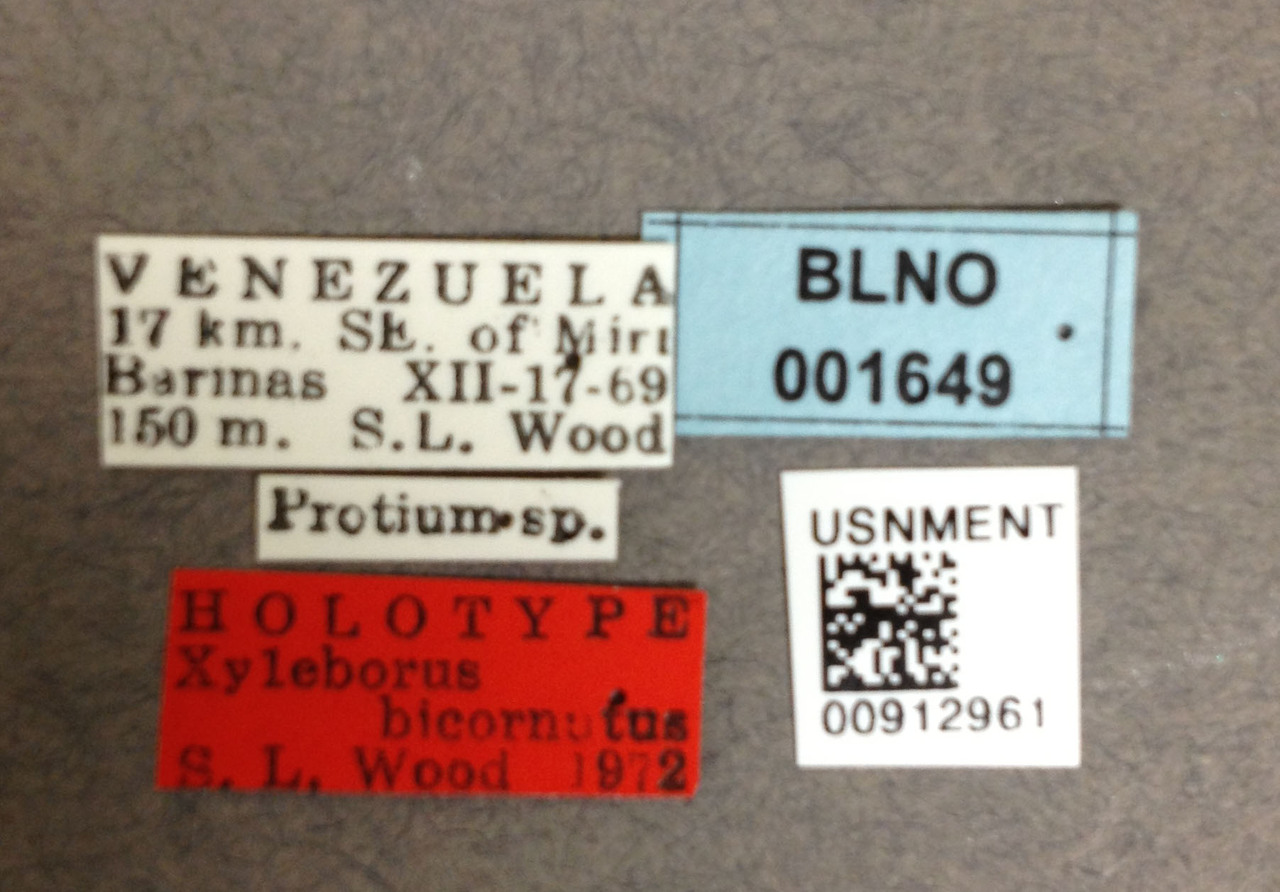 VENEZUELA
17 km. SE. of Miri
Barinas XII-17-69
150 m. S.L. Wood
Protium sp.
HOLOTYPE
Xyleborus
bicornutus
S. L. Wood 1972
BLNO
001649
USNMENT
00912961